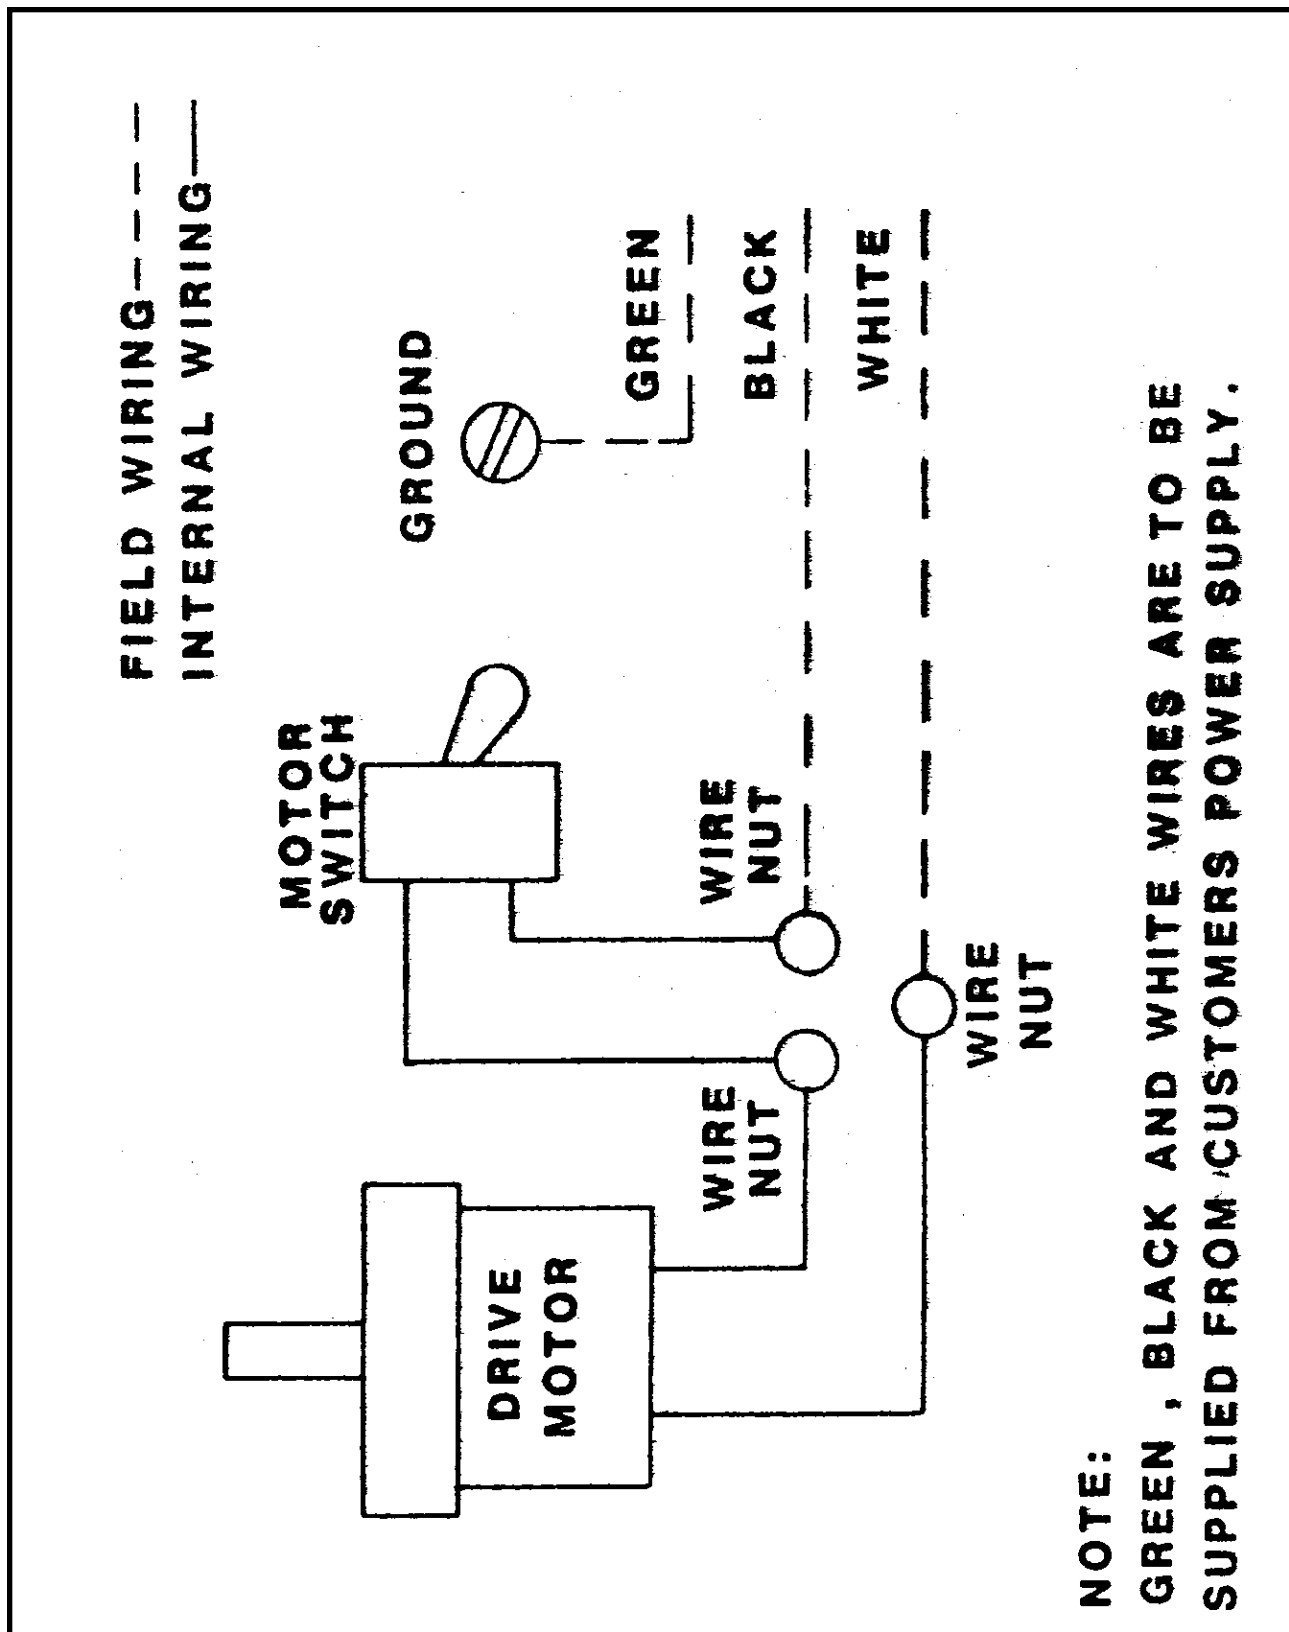 FIELD WIRING
INTERNAL WIRING
MOTOR
SWITCH
GROUND
DRIVE
MOTOR
GREEN
WIRE
NUT
WIRE
NUT
BLACK
WHITE
WIRE
NUT
NOTE:
GREEN, BLACK AND WHITE WIRES ARE TO BE
SUPPLIED FROM CUSTOMERS POWER SUPPLY.